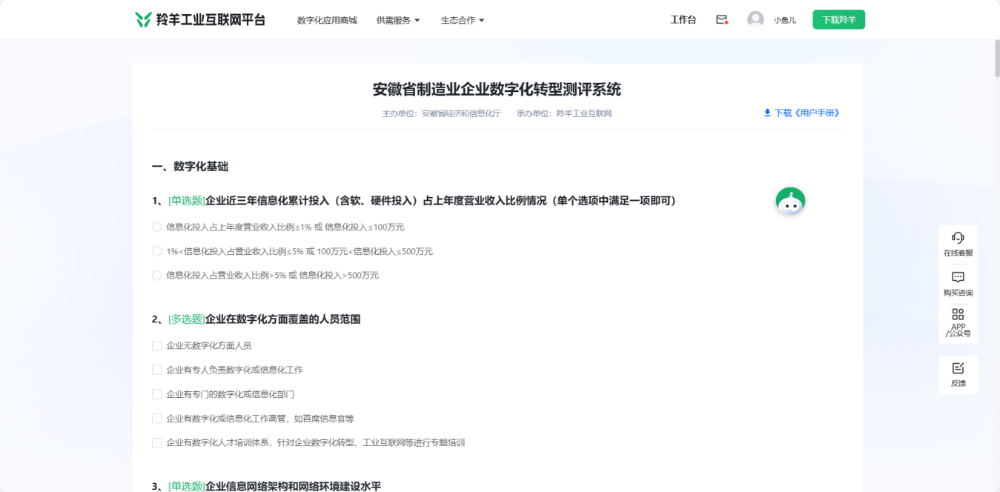 羚羊工业互联网平台 数字化应用商城 供需服务 生态合作 工作台 小鱼儿 下载羚羊
安徽省制造业企业数字化转型测评系统
主办单位：安徽省经济和信息化厅 承办单位：羚羊工业互联网 下载《用户手册》
一、数字化基础
1、[单选题]企业近三年信息化累计投入（含软、硬件投入）占上年度营业收入比例情况（单个选项中满足一项即可）
信息化投入占上年度营业收入比例≤1% 或 信息化投入≤100万元
1%<信息化投入占营业收入比例≤5% 或 100万元<信息化投入≤500万元
信息化投入占营业收入比例>5% 或 信息化投入>500万元
2、[多选题]企业在数字化方面覆盖的人员范围
企业无数字化方面人员
企业有专人负责数字化或信息化工作
企业有专门的数字化或信息化部门
企业有数字化或信息化工作高管，如首席信息官等
企业有数字化人才培训体系，针对企业数字化转型、工业互联网等进行专题培训
3、[单选题]企业信息网络架构和网络环境建设水平
在线客服
购买咨询
APP
/公众号
反馈